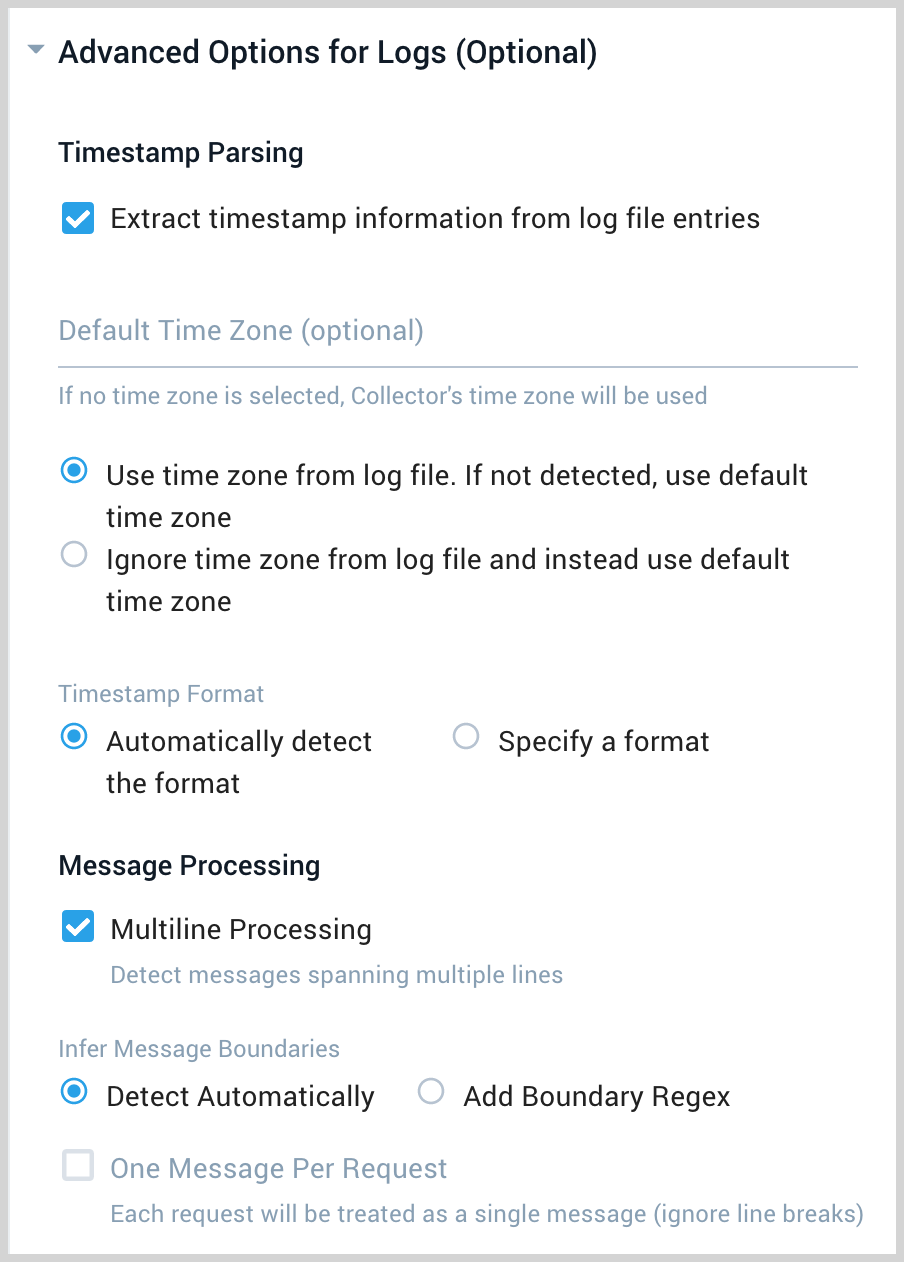 Advanced Options for Logs (Optional)
Timestamp Parsing
Extract timestamp information from log file entries
Default Time Zone (optional)
If no time zone is selected, Collector's time zone will be used
Use time zone from log file. If not detected, use default
time zone
Ignore time zone from log file and instead use default
time zone
Timestamp Format
Automatically detect
the format
Specify a format
Message Processing
Multiline Processing
Detect messages spanning multiple lines
Infer Message Boundaries
Detect Automatically
Add Boundary Regex
One Message Per Request
Each request will be treated as a single message (ignore line breaks)